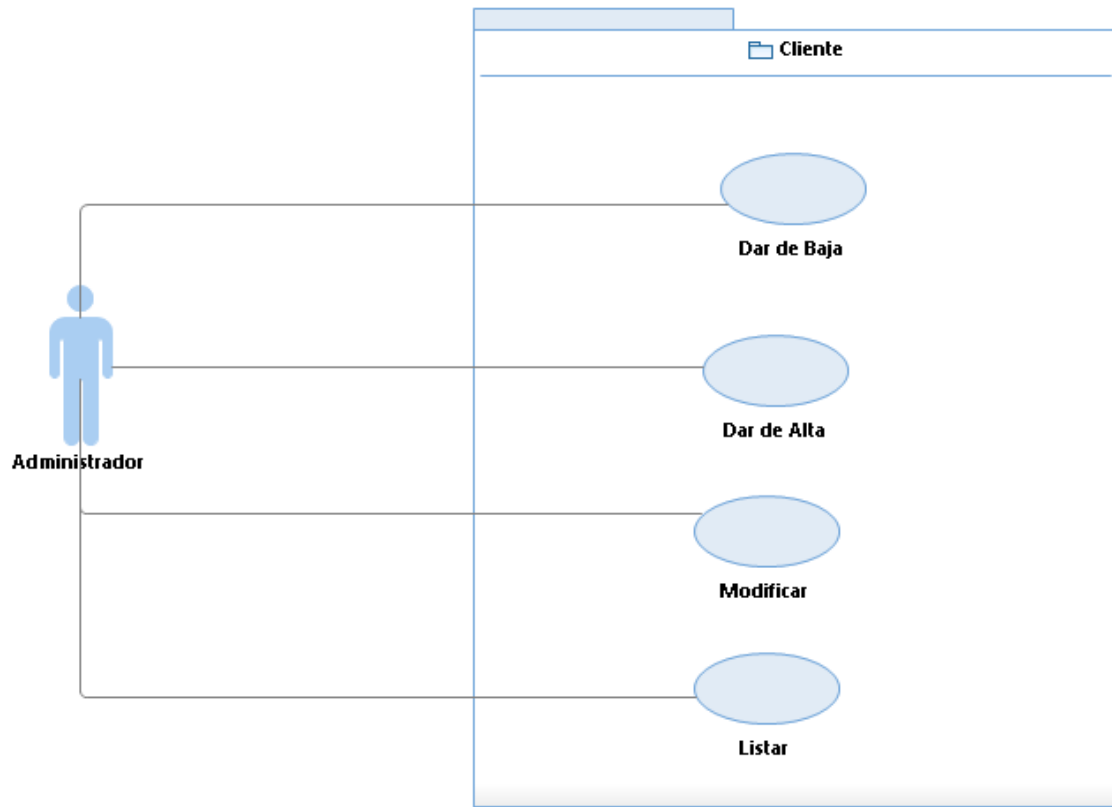 Cliente
Dar de Baja
Administrador
Dar de Alta
Modificar
Listar